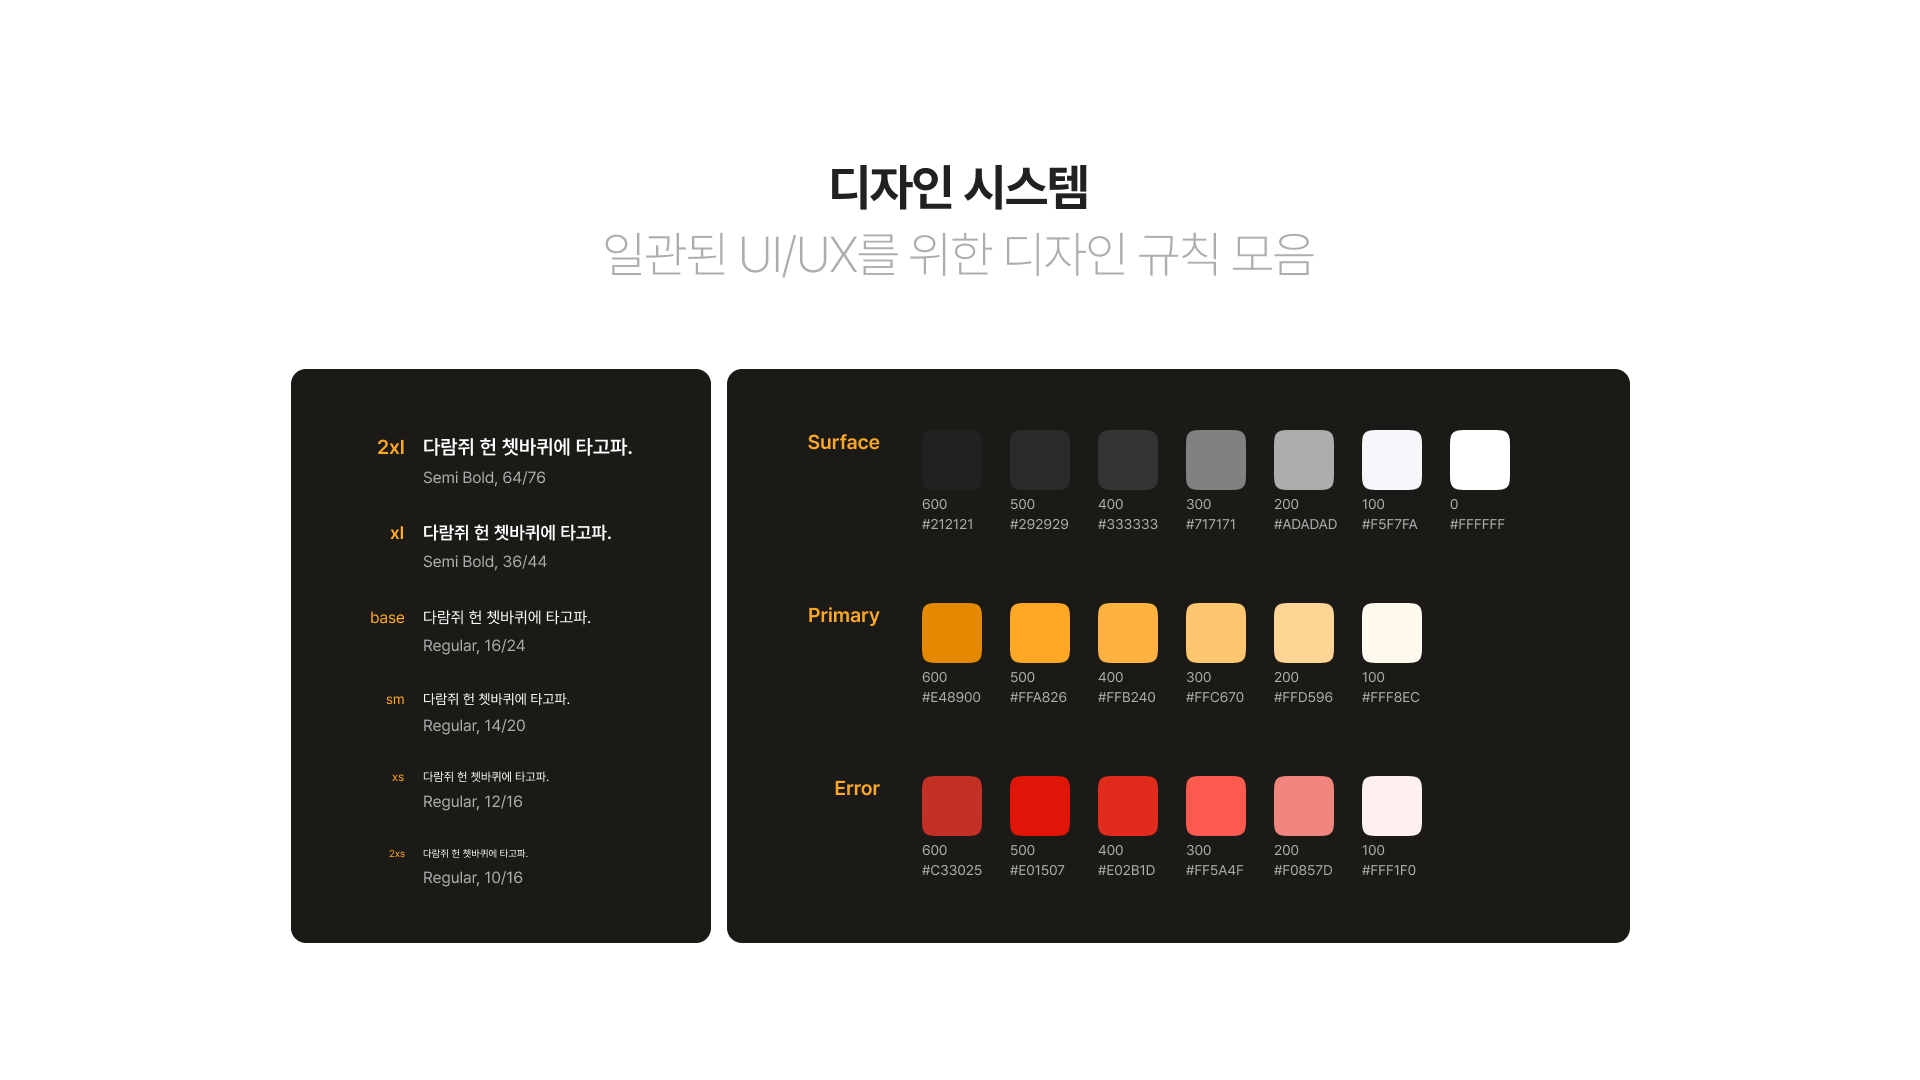 디자인 시스템
일관된 UI/UX를 위한 디자인 규칙 모음
2xl 다람쥐 헌 쳇바퀴에 타고파.
Semi Bold, 64/76
xl 다람쥐 헌 쳇바퀴에 타고파.
Semi Bold, 36/44
base 다람쥐 헌 쳇바퀴에 타고파.
Regular, 16/24
sm 다람쥐 헌 쳇바퀴에 타고파.
Regular, 14/20
xs 다람쥐 헌 쳇바퀴에 타고파.
Regular, 12/16
2xs 다람쥐 헌 쳇바퀴에 타고파.
Regular, 10/16
Surface
600 500 400 300 200 100 0
#212121 #292929 #333333 #717171 #ADADAD #F5F7FA #FFFFFF
Primary
600 500 400 300 200 100
#E48900 #FFA826 #FFB240 #FFC670 #FFD596 #FFF8EC
Error
600 500 400 300 200 100
#C33025 #E01507 #E02B1D #FF5A4F #F0857D #FFF1F0